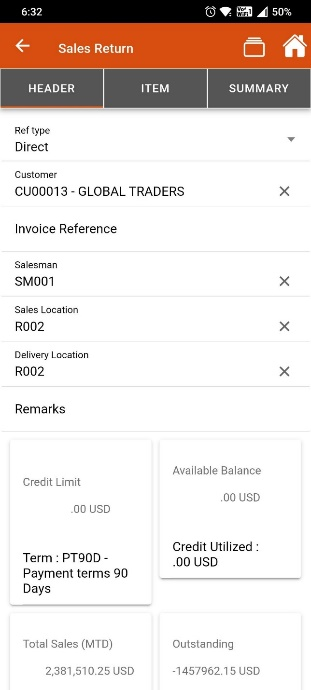 6:32
50%
Sales Return
HEADER
ITEM
SUMMARY
Ref type
Direct
Customer
CU00013 - GLOBAL TRADERS
Invoice Reference
Salesman
SM001
Sales Location
R002
Delivery Location
R002
Remarks
Credit Limit
.00 USD
Term : PT90D -
Payment terms 90
Days
Available Balance
.00 USD
Credit Utilized :
.00 USD
Total Sales (MTD)
2,381,510.25 USD
Outstanding
-1457962.15 USD